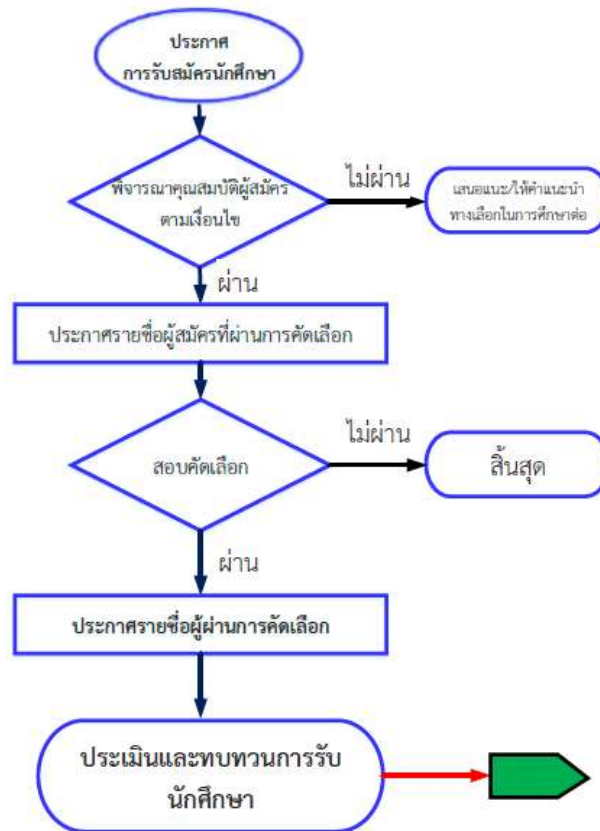 ประกาศ
การรับสมัครนักศึกษา
พิจารณาคุณสมบัติผู้สมัคร
ตามเงื่อนไข
ไม่ผ่าน
เสนอแนะ/ให้คำแนะนำ
ทางเลือกในการศึกษาต่อ
ผ่าน
ประกาศรายชื่อผู้สมัครที่ผ่านการคัดเลือก
สอบคัดเลือก
ไม่ผ่าน
สิ้นสุด
ผ่าน
ประกาศรายชื่อผู้ผ่านการคัดเลือก
ประเมินและทบทวนการรับ
นักศึกษา